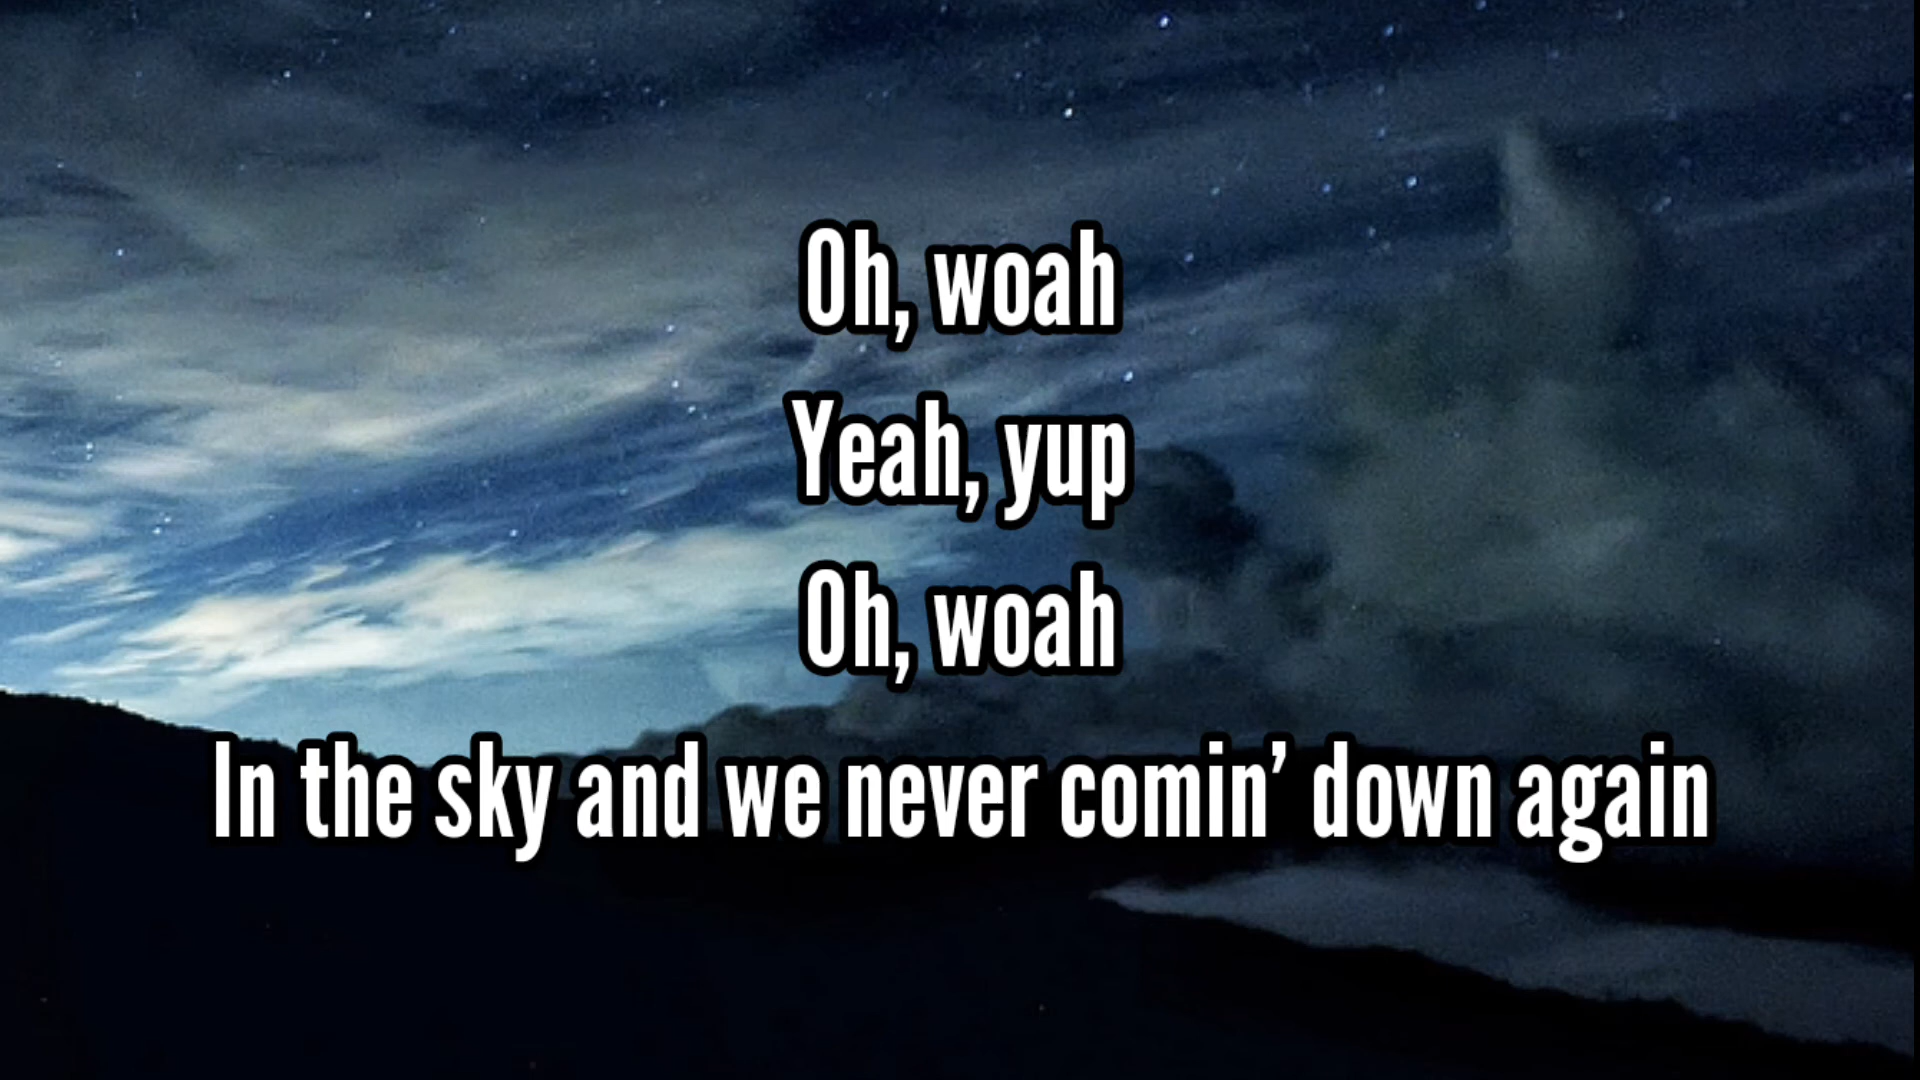 Oh, woah
Yeah, yup
Oh, woah
In the sky and we never comin’ down again